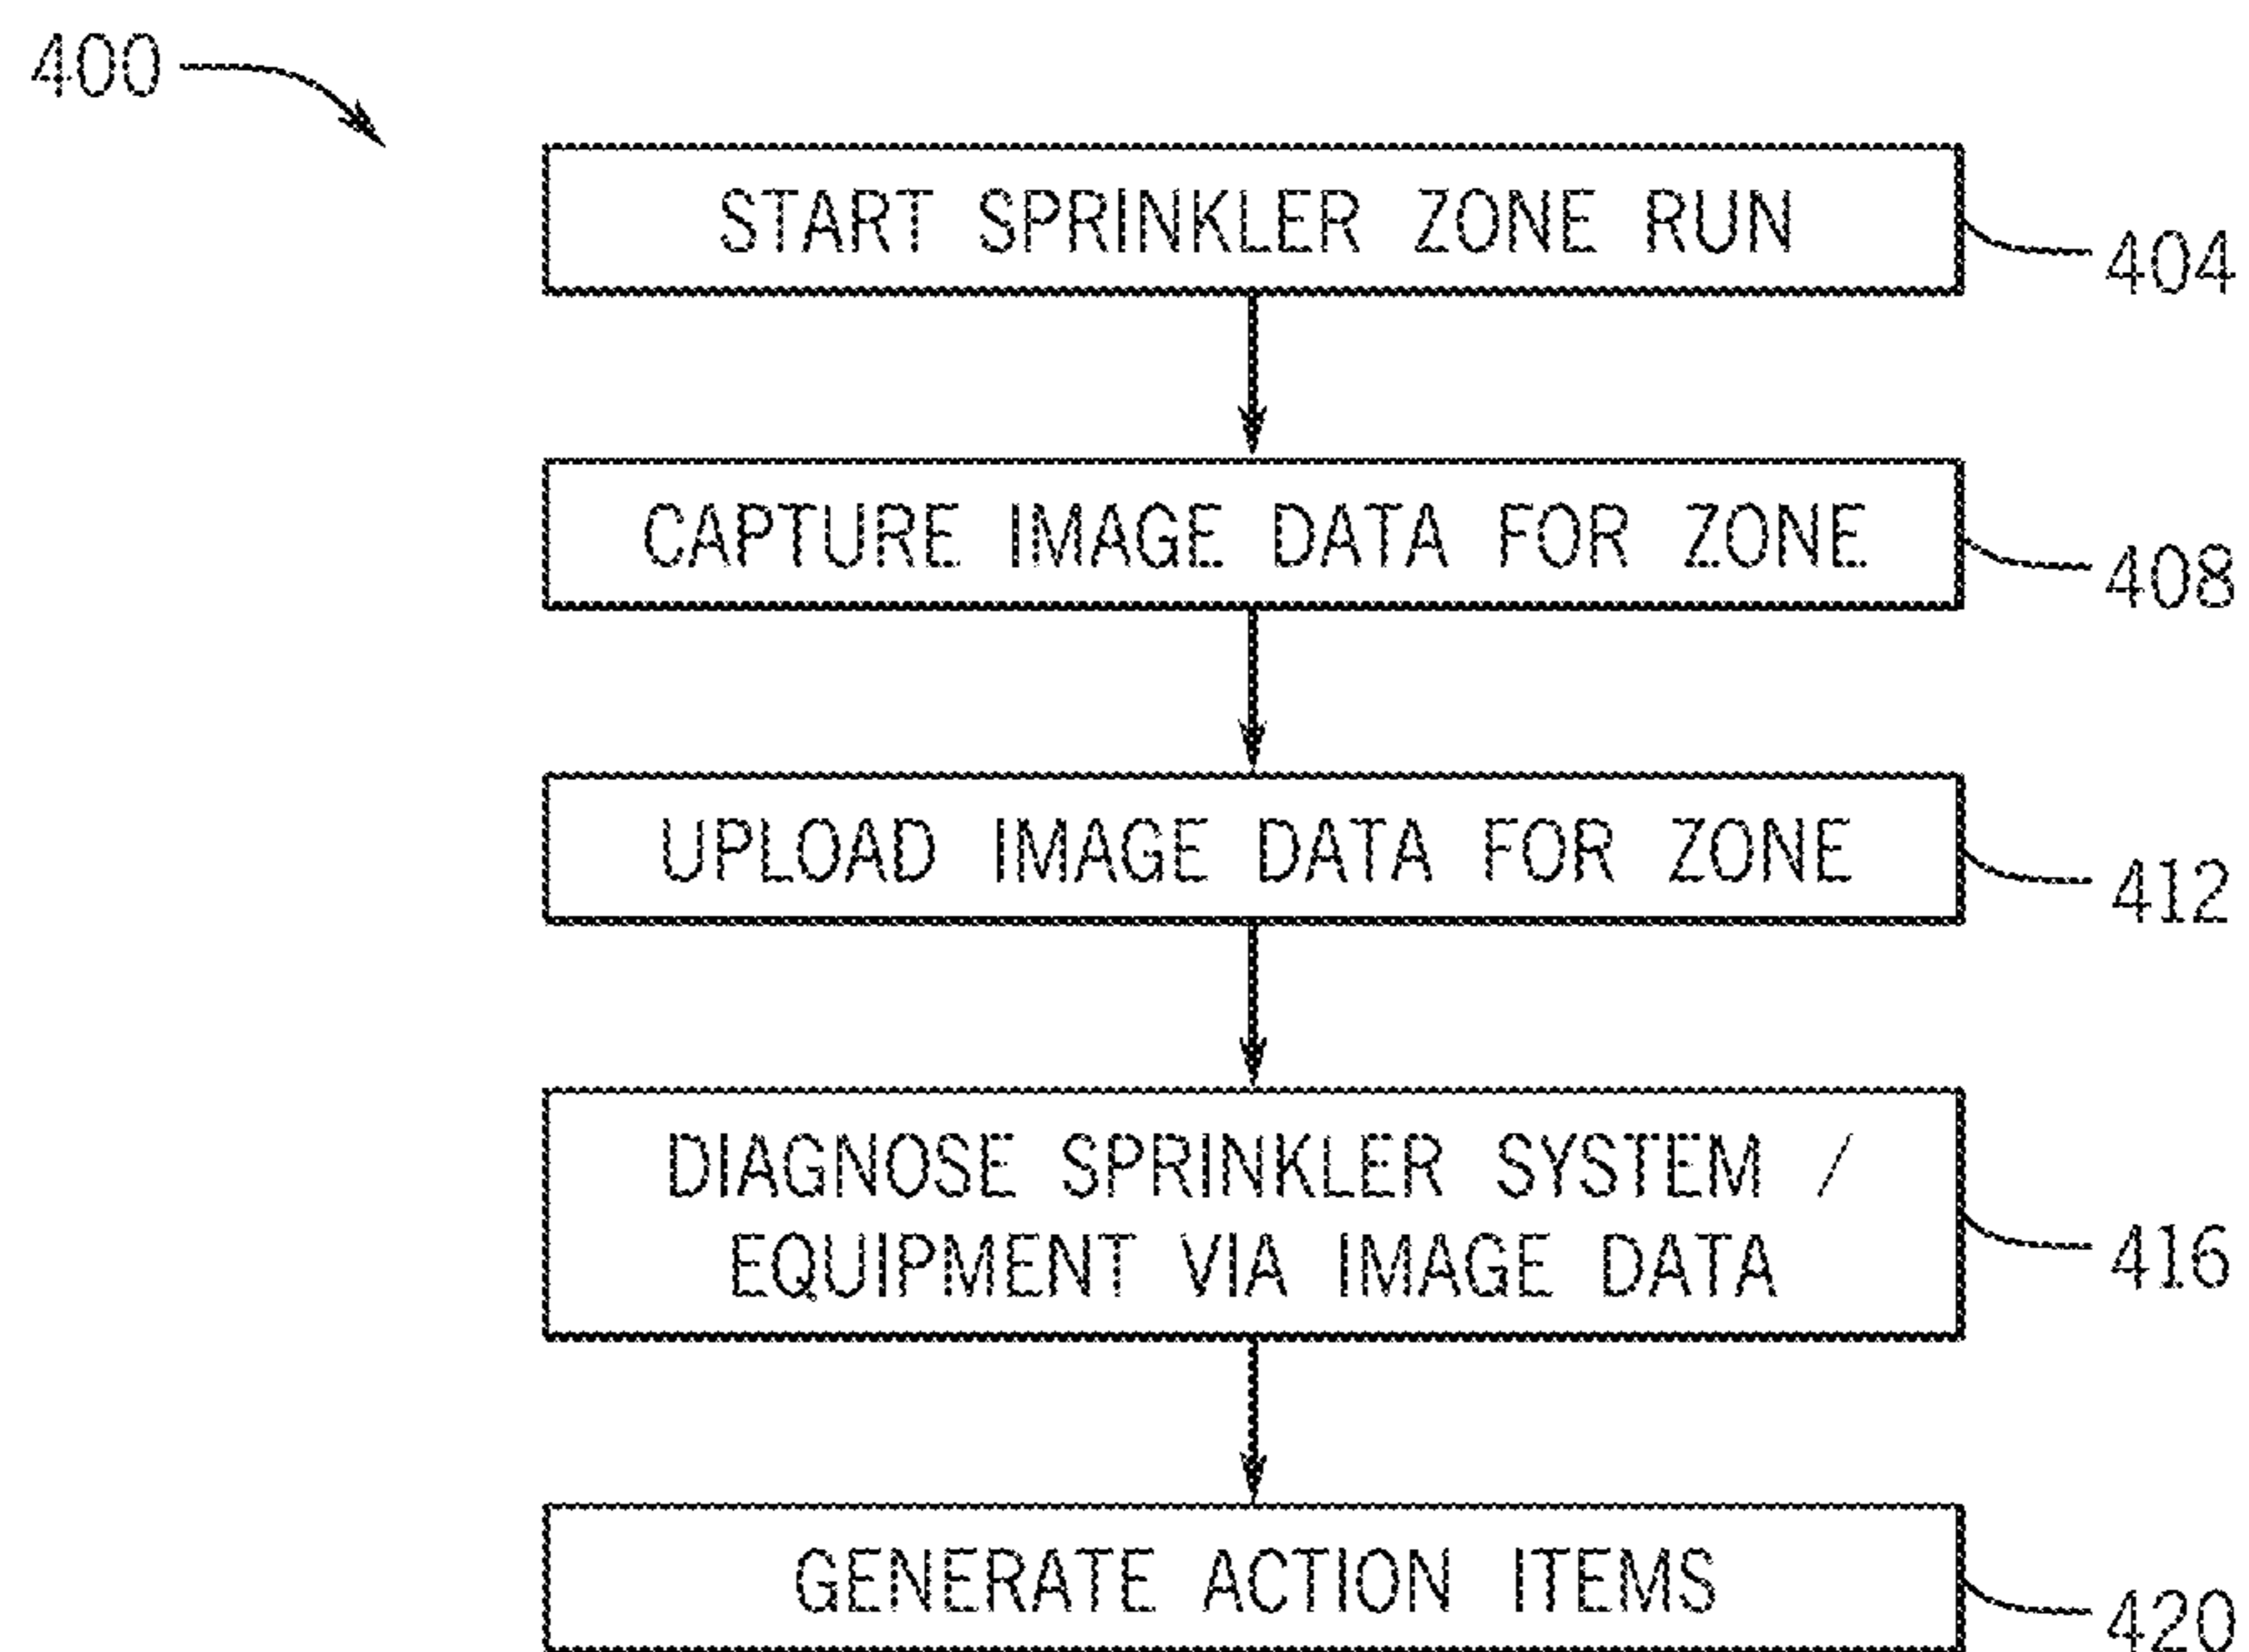 400
START SPRINKLER ZONE RUN
404
CAPTURE IMAGE DATA FOR ZONE
408
UPLOAD IMAGE DATA FOR ZONE
412
DIAGNOSE SPRINKLER SYSTEM /
EQUIPMENT VIA IMAGE DATA
416
GENERATE ACTION ITEMS
420